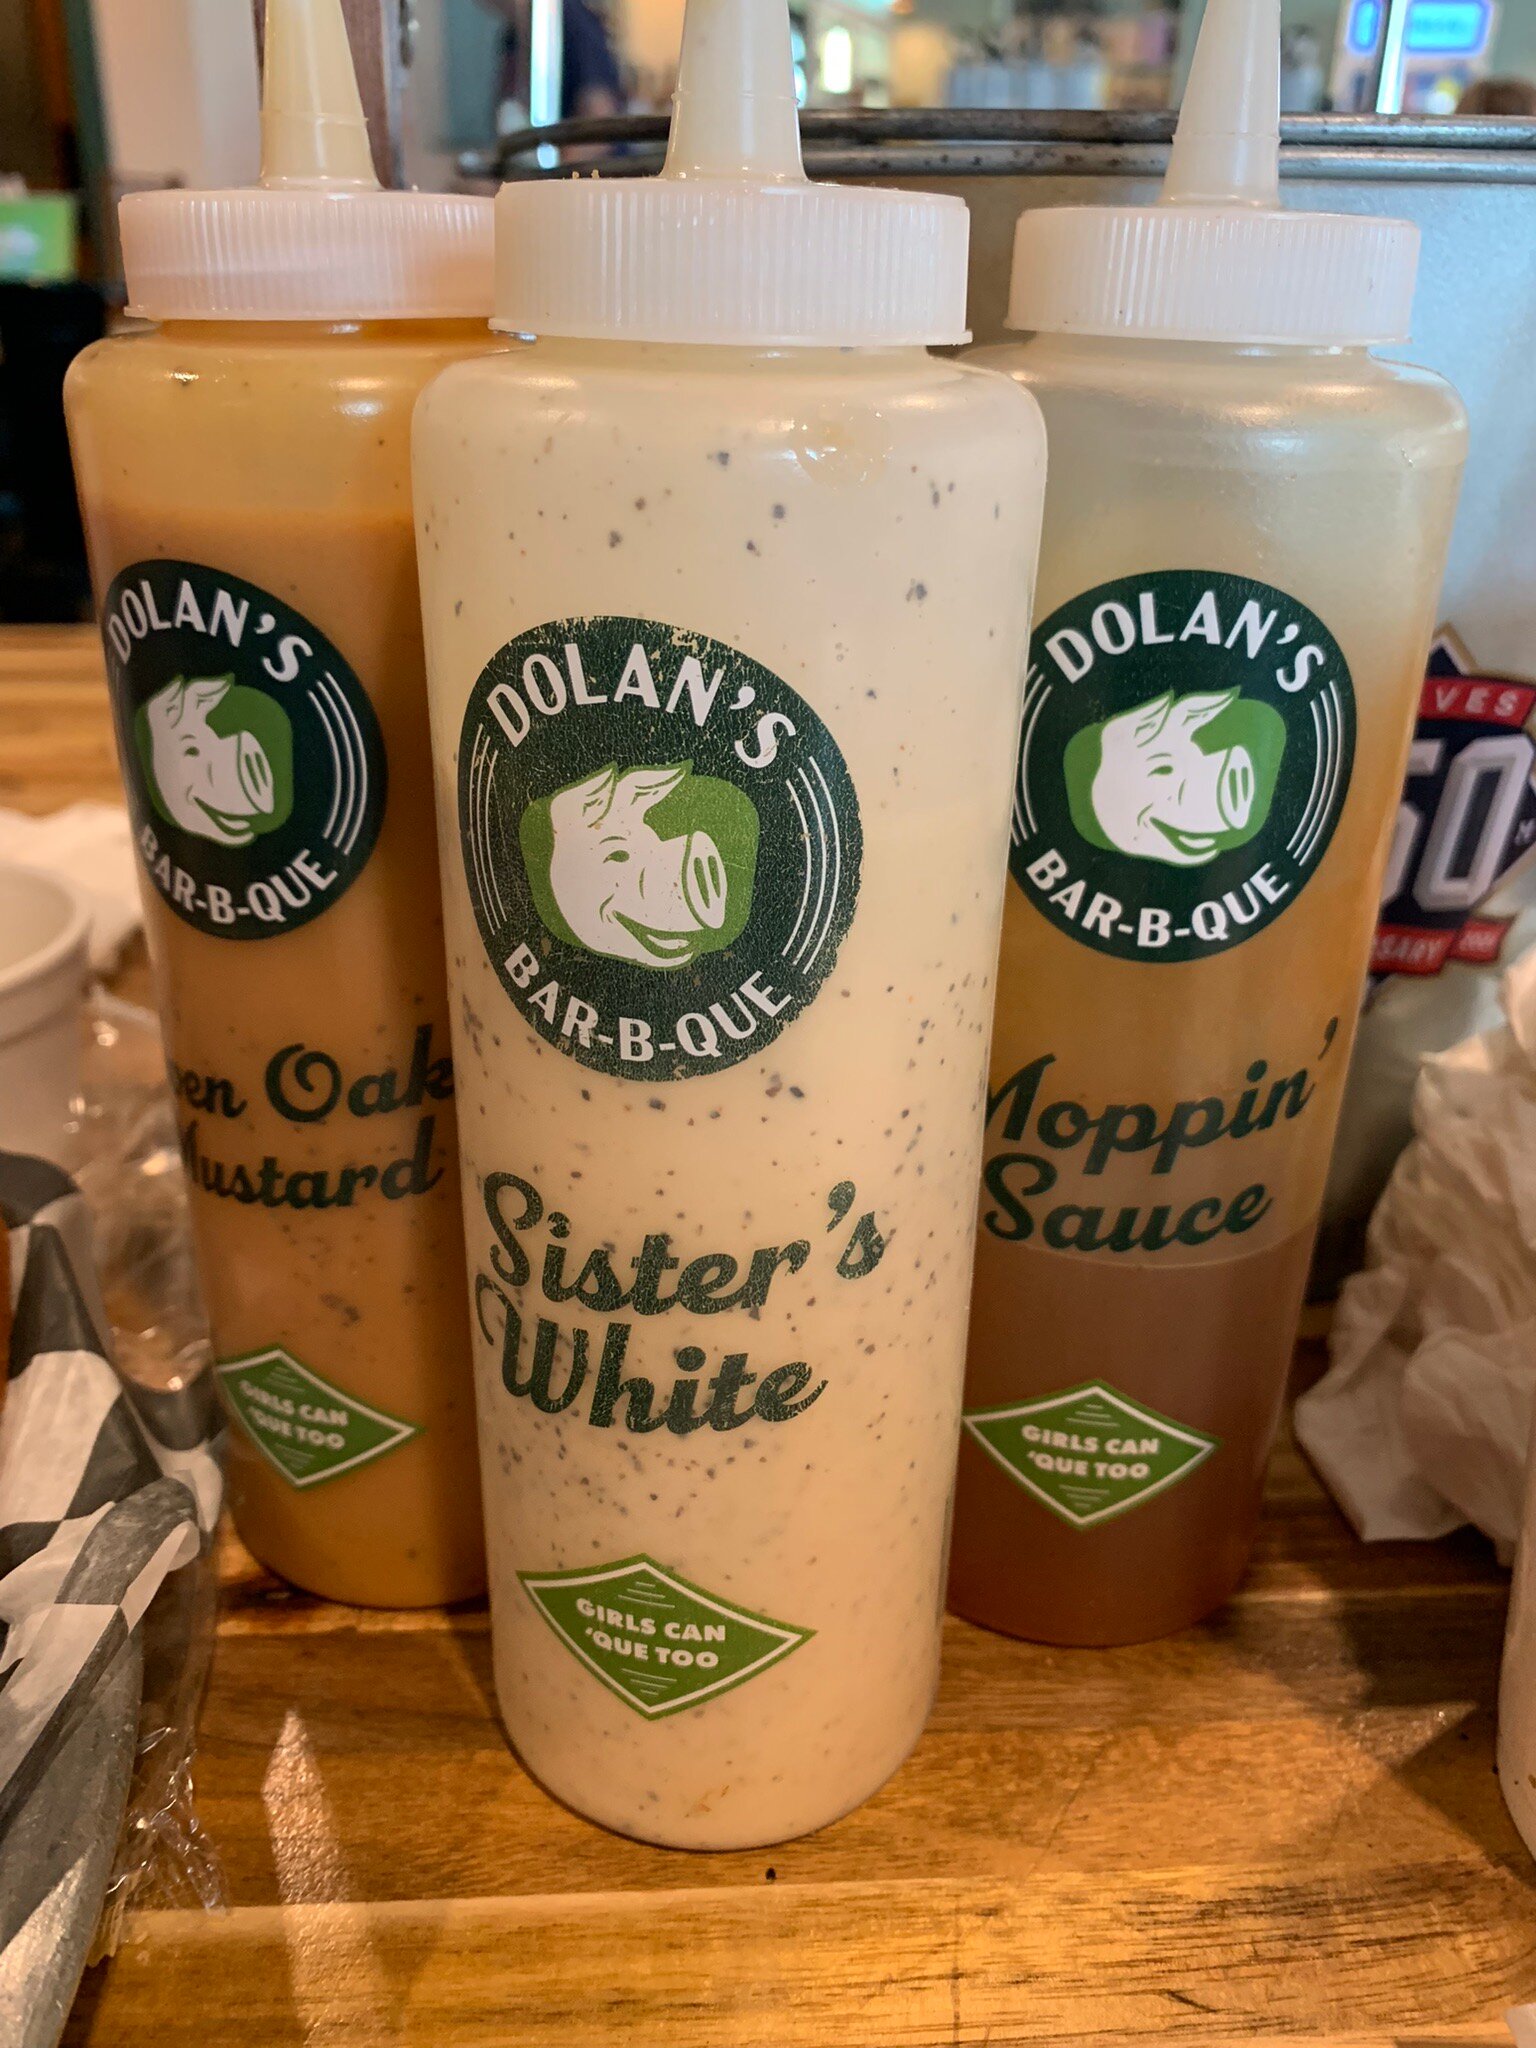 DOLAN'S
BAR-B-QUE
Oak
GIRLS CAN
'QUE TOO
DOLAN'S
BAR-B-QUE
Sister's
White
GIRLS CAN
'QUE TOO
DOLAN'S
BAR-B-QUE
Moppin'
Sauce
GIRLS CAN
'QUE TOO